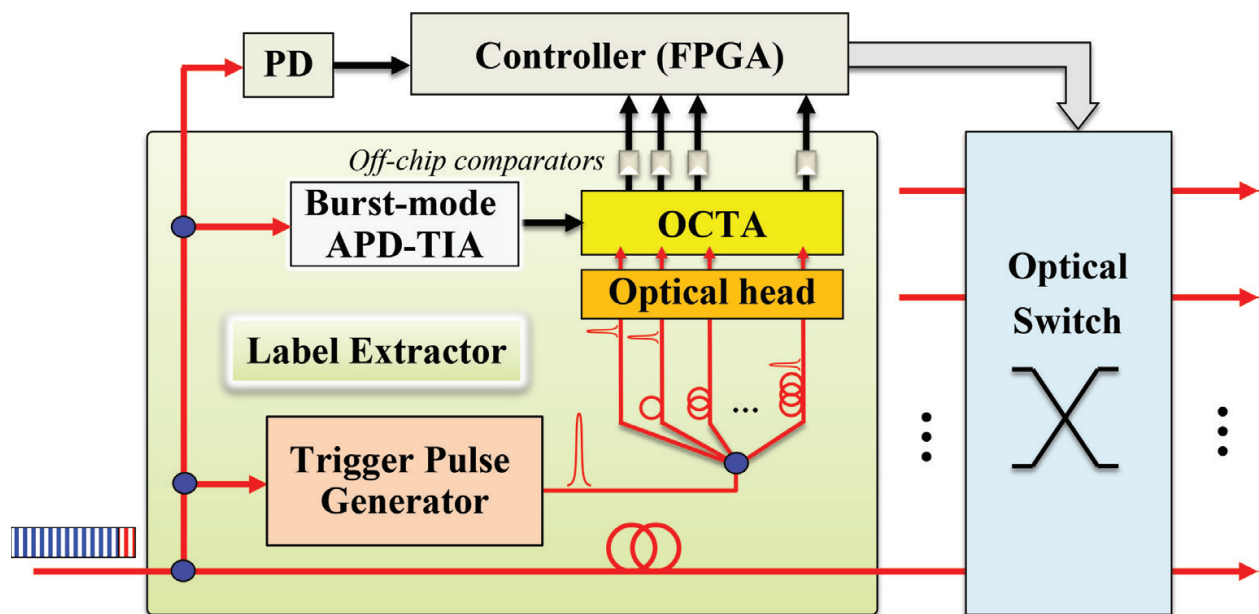 PD
Controller (FPGA)
Off-chip comparators
Burst-mode
APD-TIA
OCTA
Optical head
Label Extractor
...
Trigger Pulse
Generator
Optical
Switch